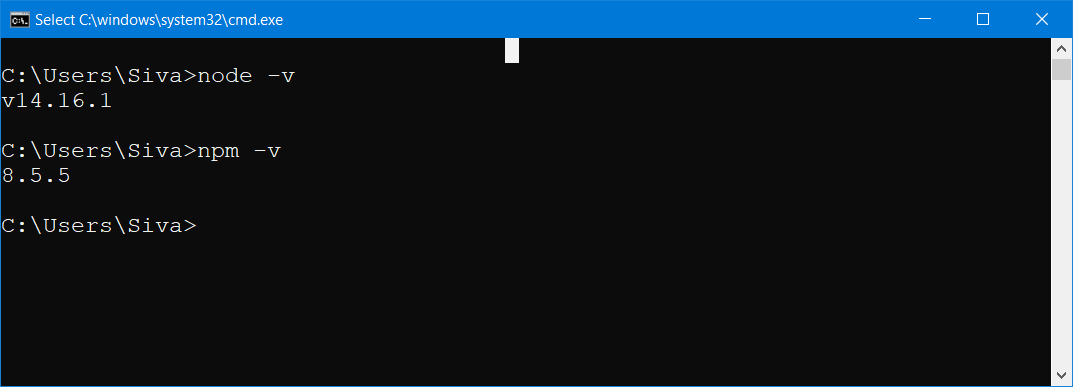 Select C:\windows\system32\cmd.exe
C:\Users\Siva>node -v
v14.16.1
C:\Users\Siva>npm -v
8.5.5
C:\Users\Siva>